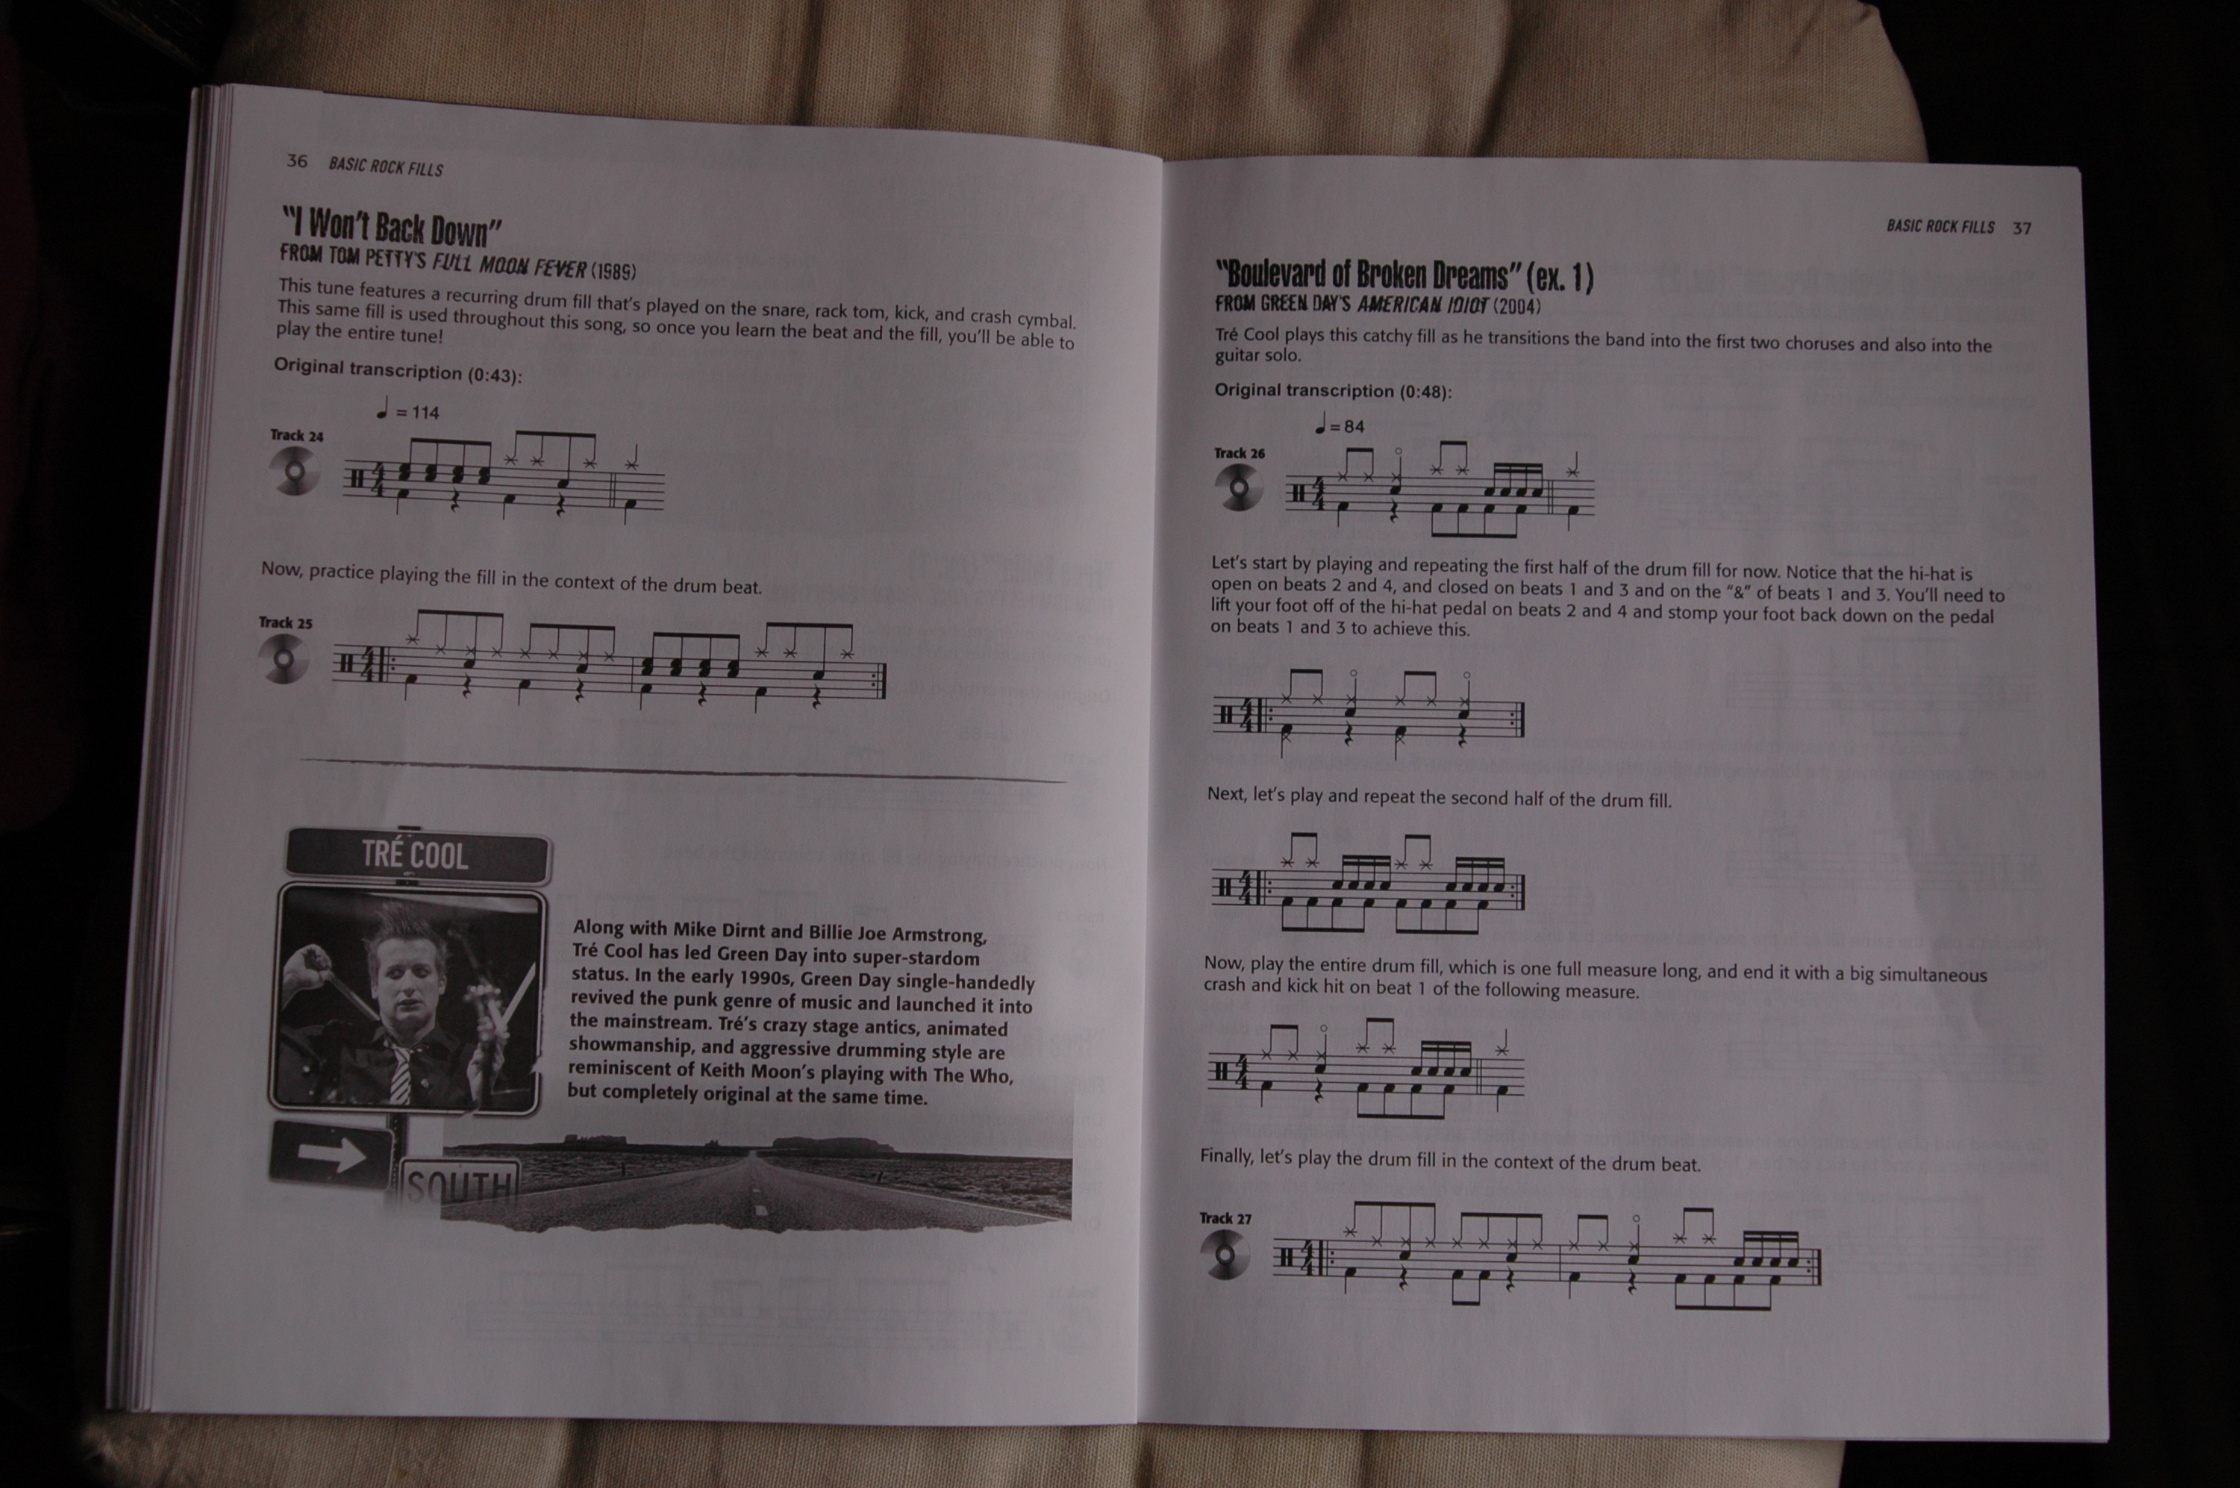 36 BASIC ROCK FILLS
"I Won't Back Down"
FROM TOM PETTY'S FULL MOON FEVER (1989)
This tune features a recurring drum fill that's played on the snare, rack tom, kick, and crash cymbal.
This same fill is used throughout this song, so once you learn the beat and the fill, you'll be able to
play the entire tune!
Original transcription (0:43):
= 114
Track 24
4
4
Now, practice playing the fill in the context of the drum beat.
Track 25
4
4
TRÉ COOL
Along with Mike Dirnt and Billie Joe Armstrong,
Tré Cool has led Green Day into super-stardom
status. In the early 1990s, Green Day single-handedly
revived the punk genre of music and launched it into
the mainstream. Tré's crazy stage antics, animated
showmanship, and aggressive drumming style are
reminiscent of Keith Moon's playing with The Who,
but completely original at the same time.
SOUTH
BASIC ROCK FILLS 37
"Boulevard of Broken Dreams" (ex. 1)
FROM GREEN DAY'S AMERICAN IDIOT (2004)
Tré Cool plays this catchy fill as he transitions the band into the first two choruses and also into the
guitar solo.
Original transcription (0:48):
= 84
Track 26
4
4
Let's start by playing and repeating the first half of the drum fill for now. Notice that the hi-hat is
open on beats 2 and 4, and closed on beats 1 and 3 and on the "&" of beats 1 and 3. You'll need to
lift your foot off of the hi-hat pedal on beats 2 and 4 and stomp your foot back down on the pedal
on beats 1 and 3 to achieve this.
4
4
Next, let's play and repeat the second half of the drum fill.
4
4
Now, play the entire drum fill, which is one full measure long, and end it with a big simultaneous
crash and kick hit on beat 1 of the following measure.
4
4
Finally, let's play the drum fill in the context of the drum beat.
Track 27
4
4